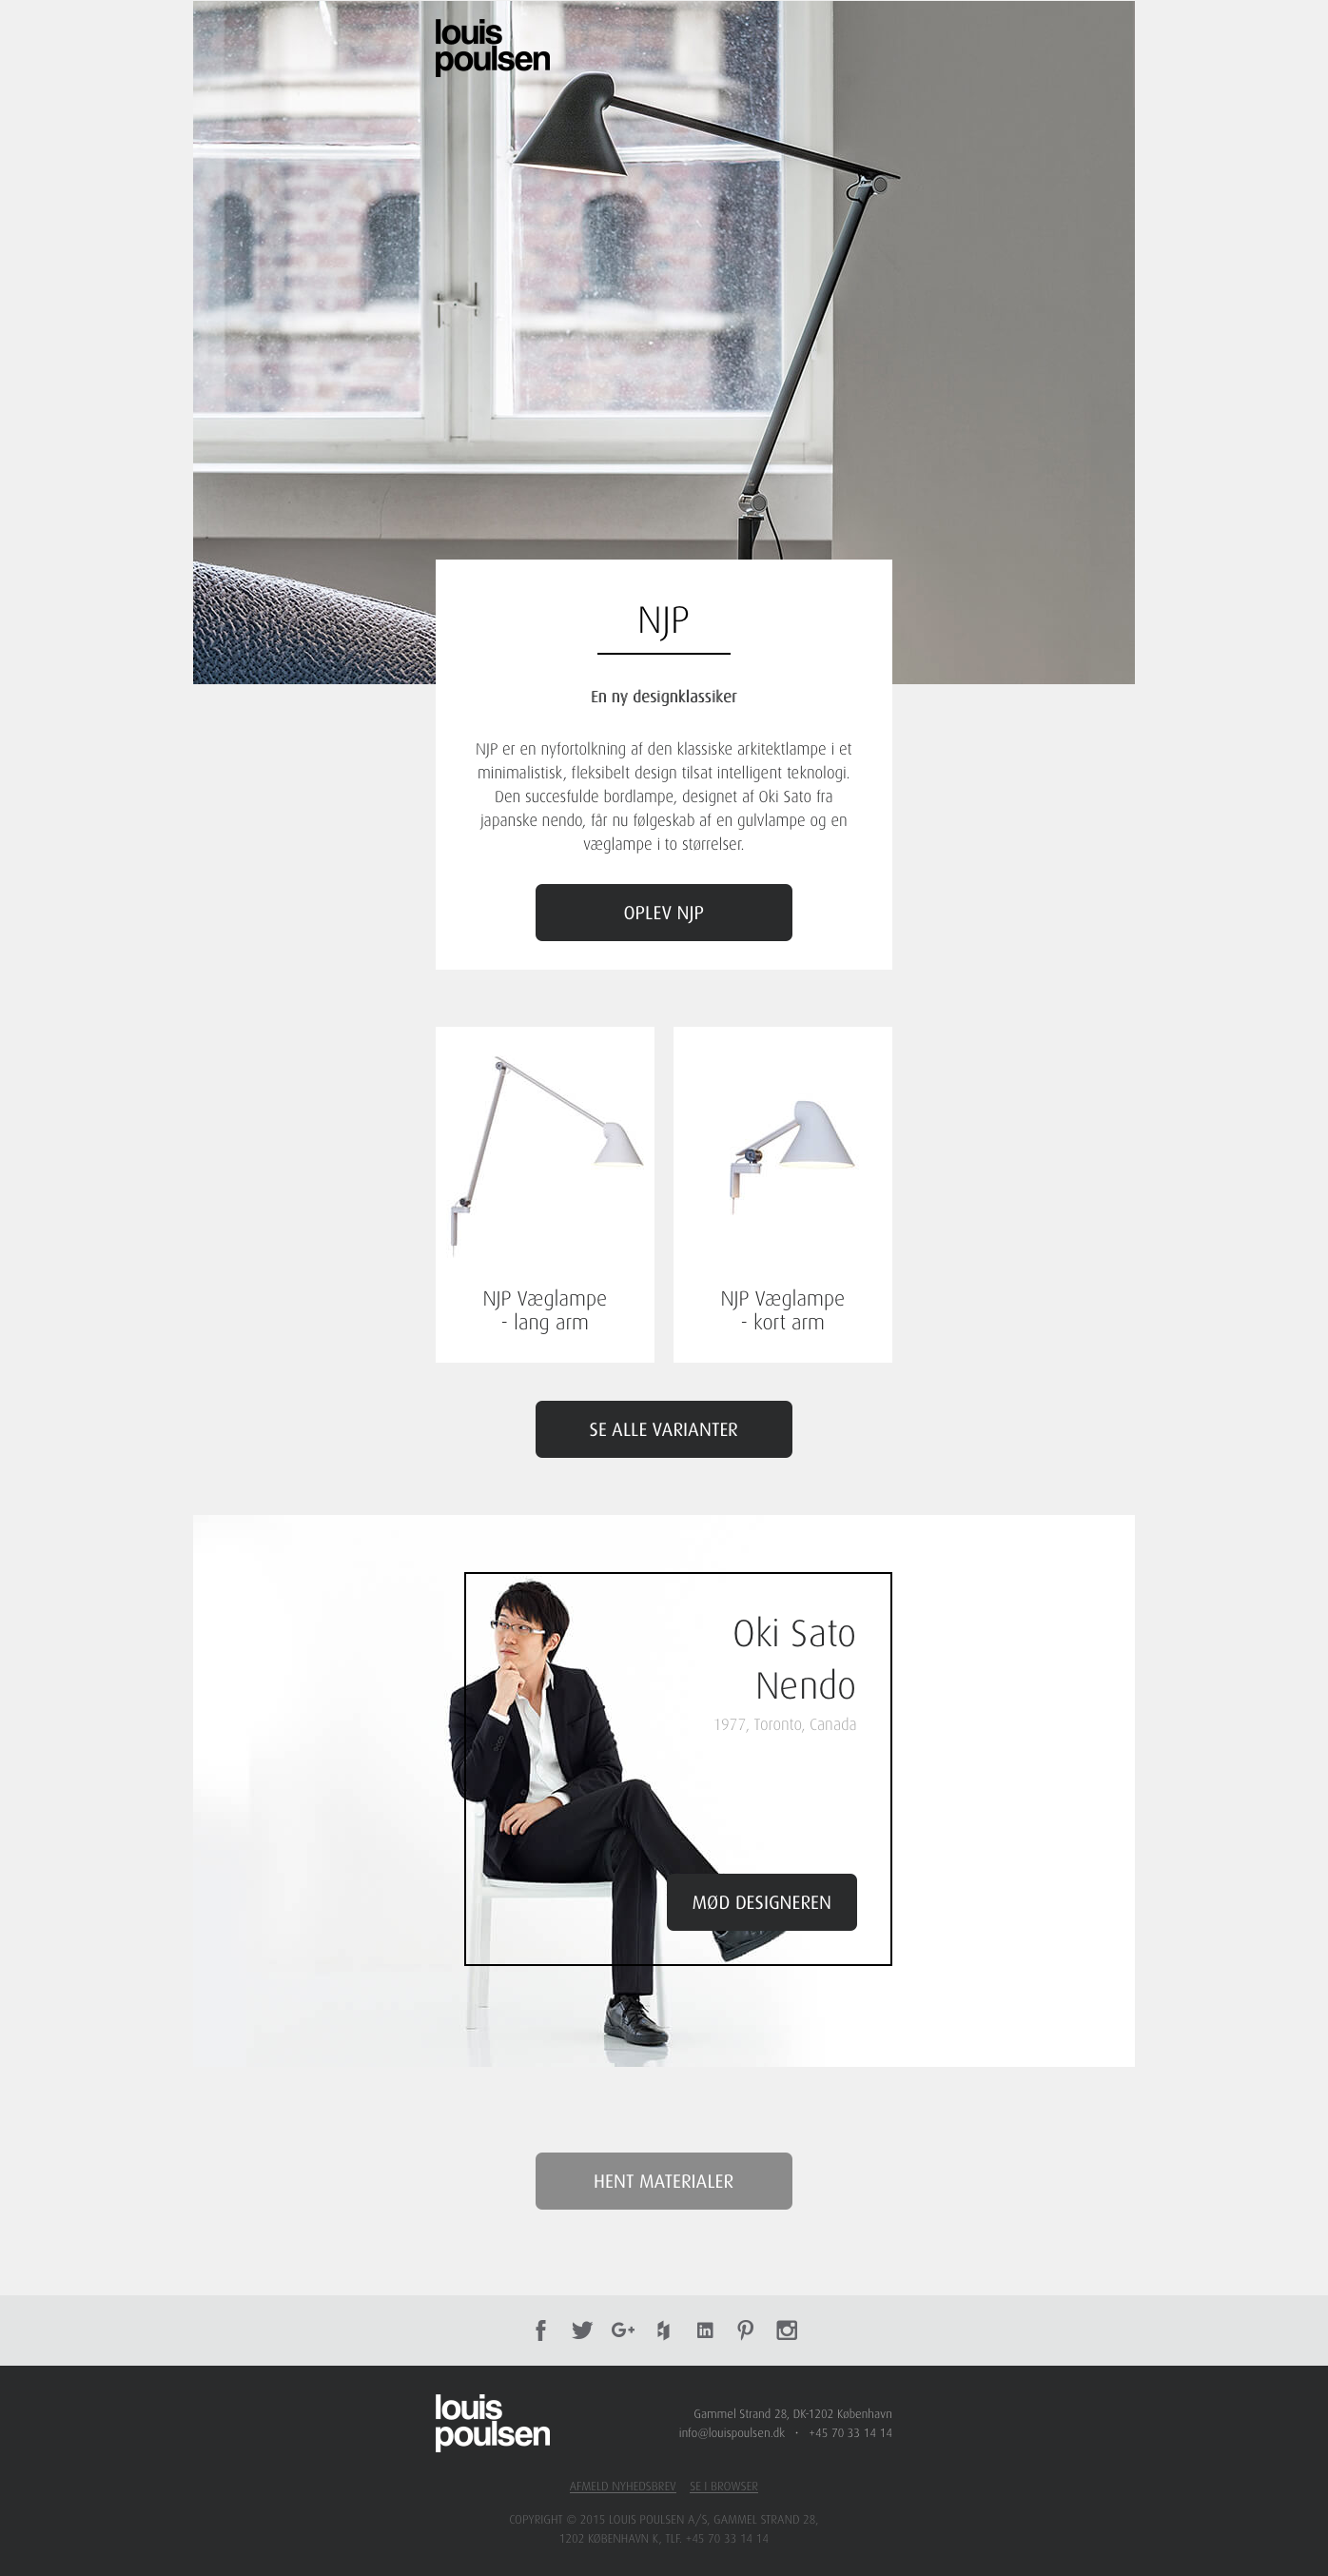 louis
poulsen
NJP
En ny designklassiker
NJP er en nyfortolkning af den klassiske arkitektlampe i et
minimalistisk, fleksibelt design tilsat intelligent teknologi.
Den succesfulde bordlampe, designet af Oki Sato fra
japanske nendo, får nu følgeskab af en gulvlampe og en
væglampe i to størrelser.
OPLEV NJP
NJP Væglampe
- lang arm
NJP Væglampe
- kort arm
SE ALLE VARIANTER
Oki Sato
Nendo
1977, Toronto, Canada
MØD DESIGNEREN
HENT MATERIALER
louis
poulsen
Gammel Strand 28, DK-1202 København
info@louispoulsen.dk · +45 70 33 14 14
AFMELD NYHEDSBREV SE I BROWSER
COPYRIGHT © 2015 LOUIS POULSEN A/S, GAMMEL STRAND 28,
1202 KØBENHAVN K, TLF. +45 70 33 14 14